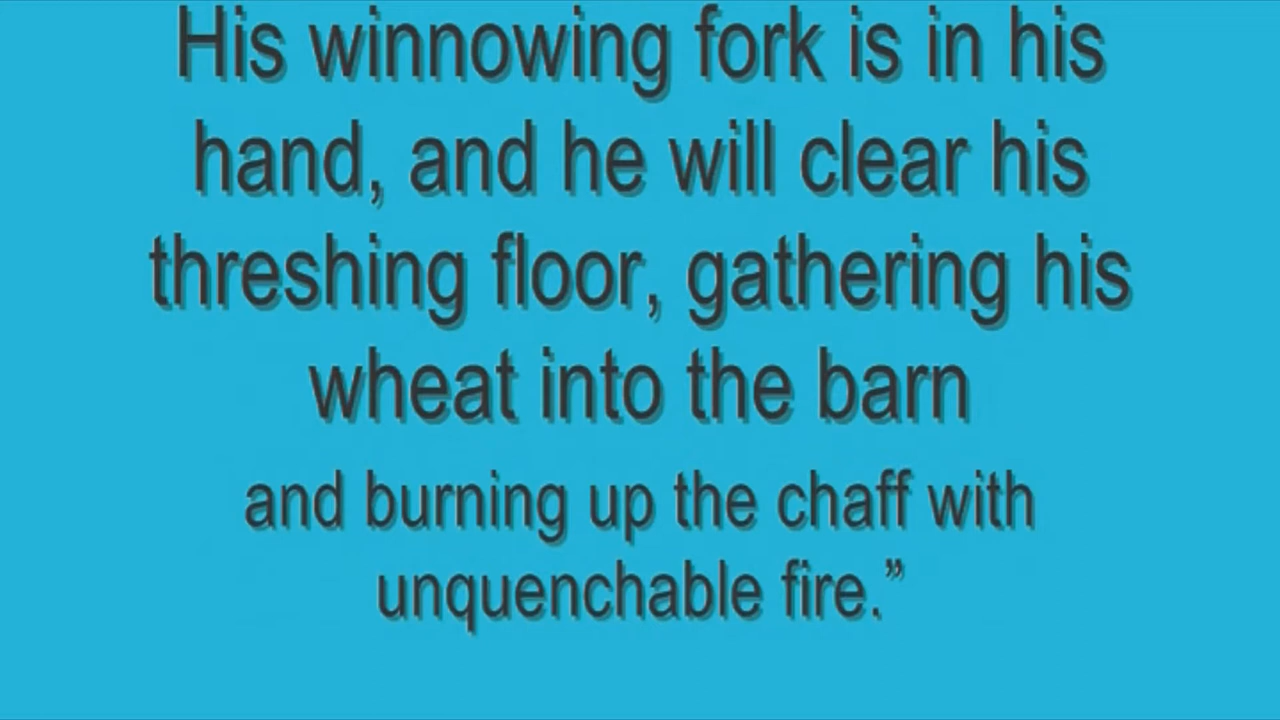 His winnowing fork is in his
hand, and he will clear his
threshing floor, gathering his
wheat into the barn
and burning up the chaff with
unquenchable fire.”